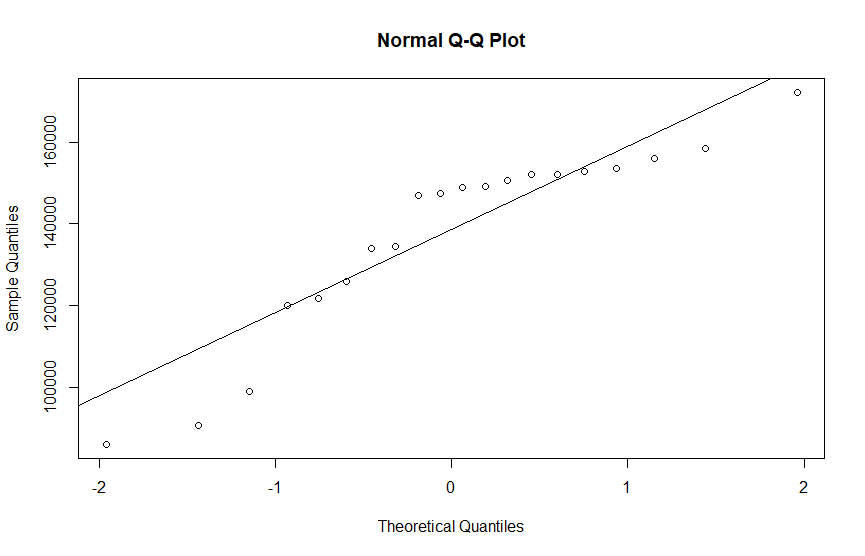 Normal Q-Q Plot
160000
140000
120000
100000
Sample Quantiles
-2 -1 0 1 2
Theoretical Quantiles